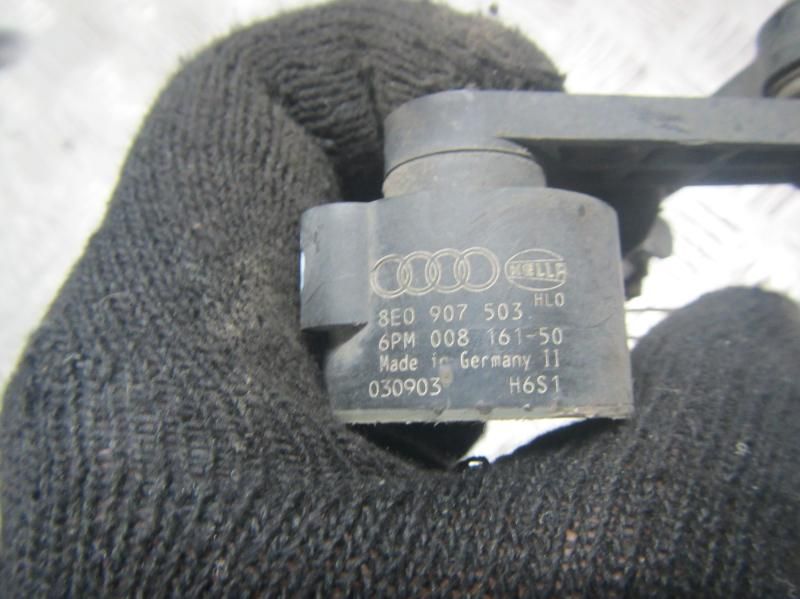 HELLA
HLO
8E0 907 503
6PM 008 161-50
Made in Germany II
030903 H6S1